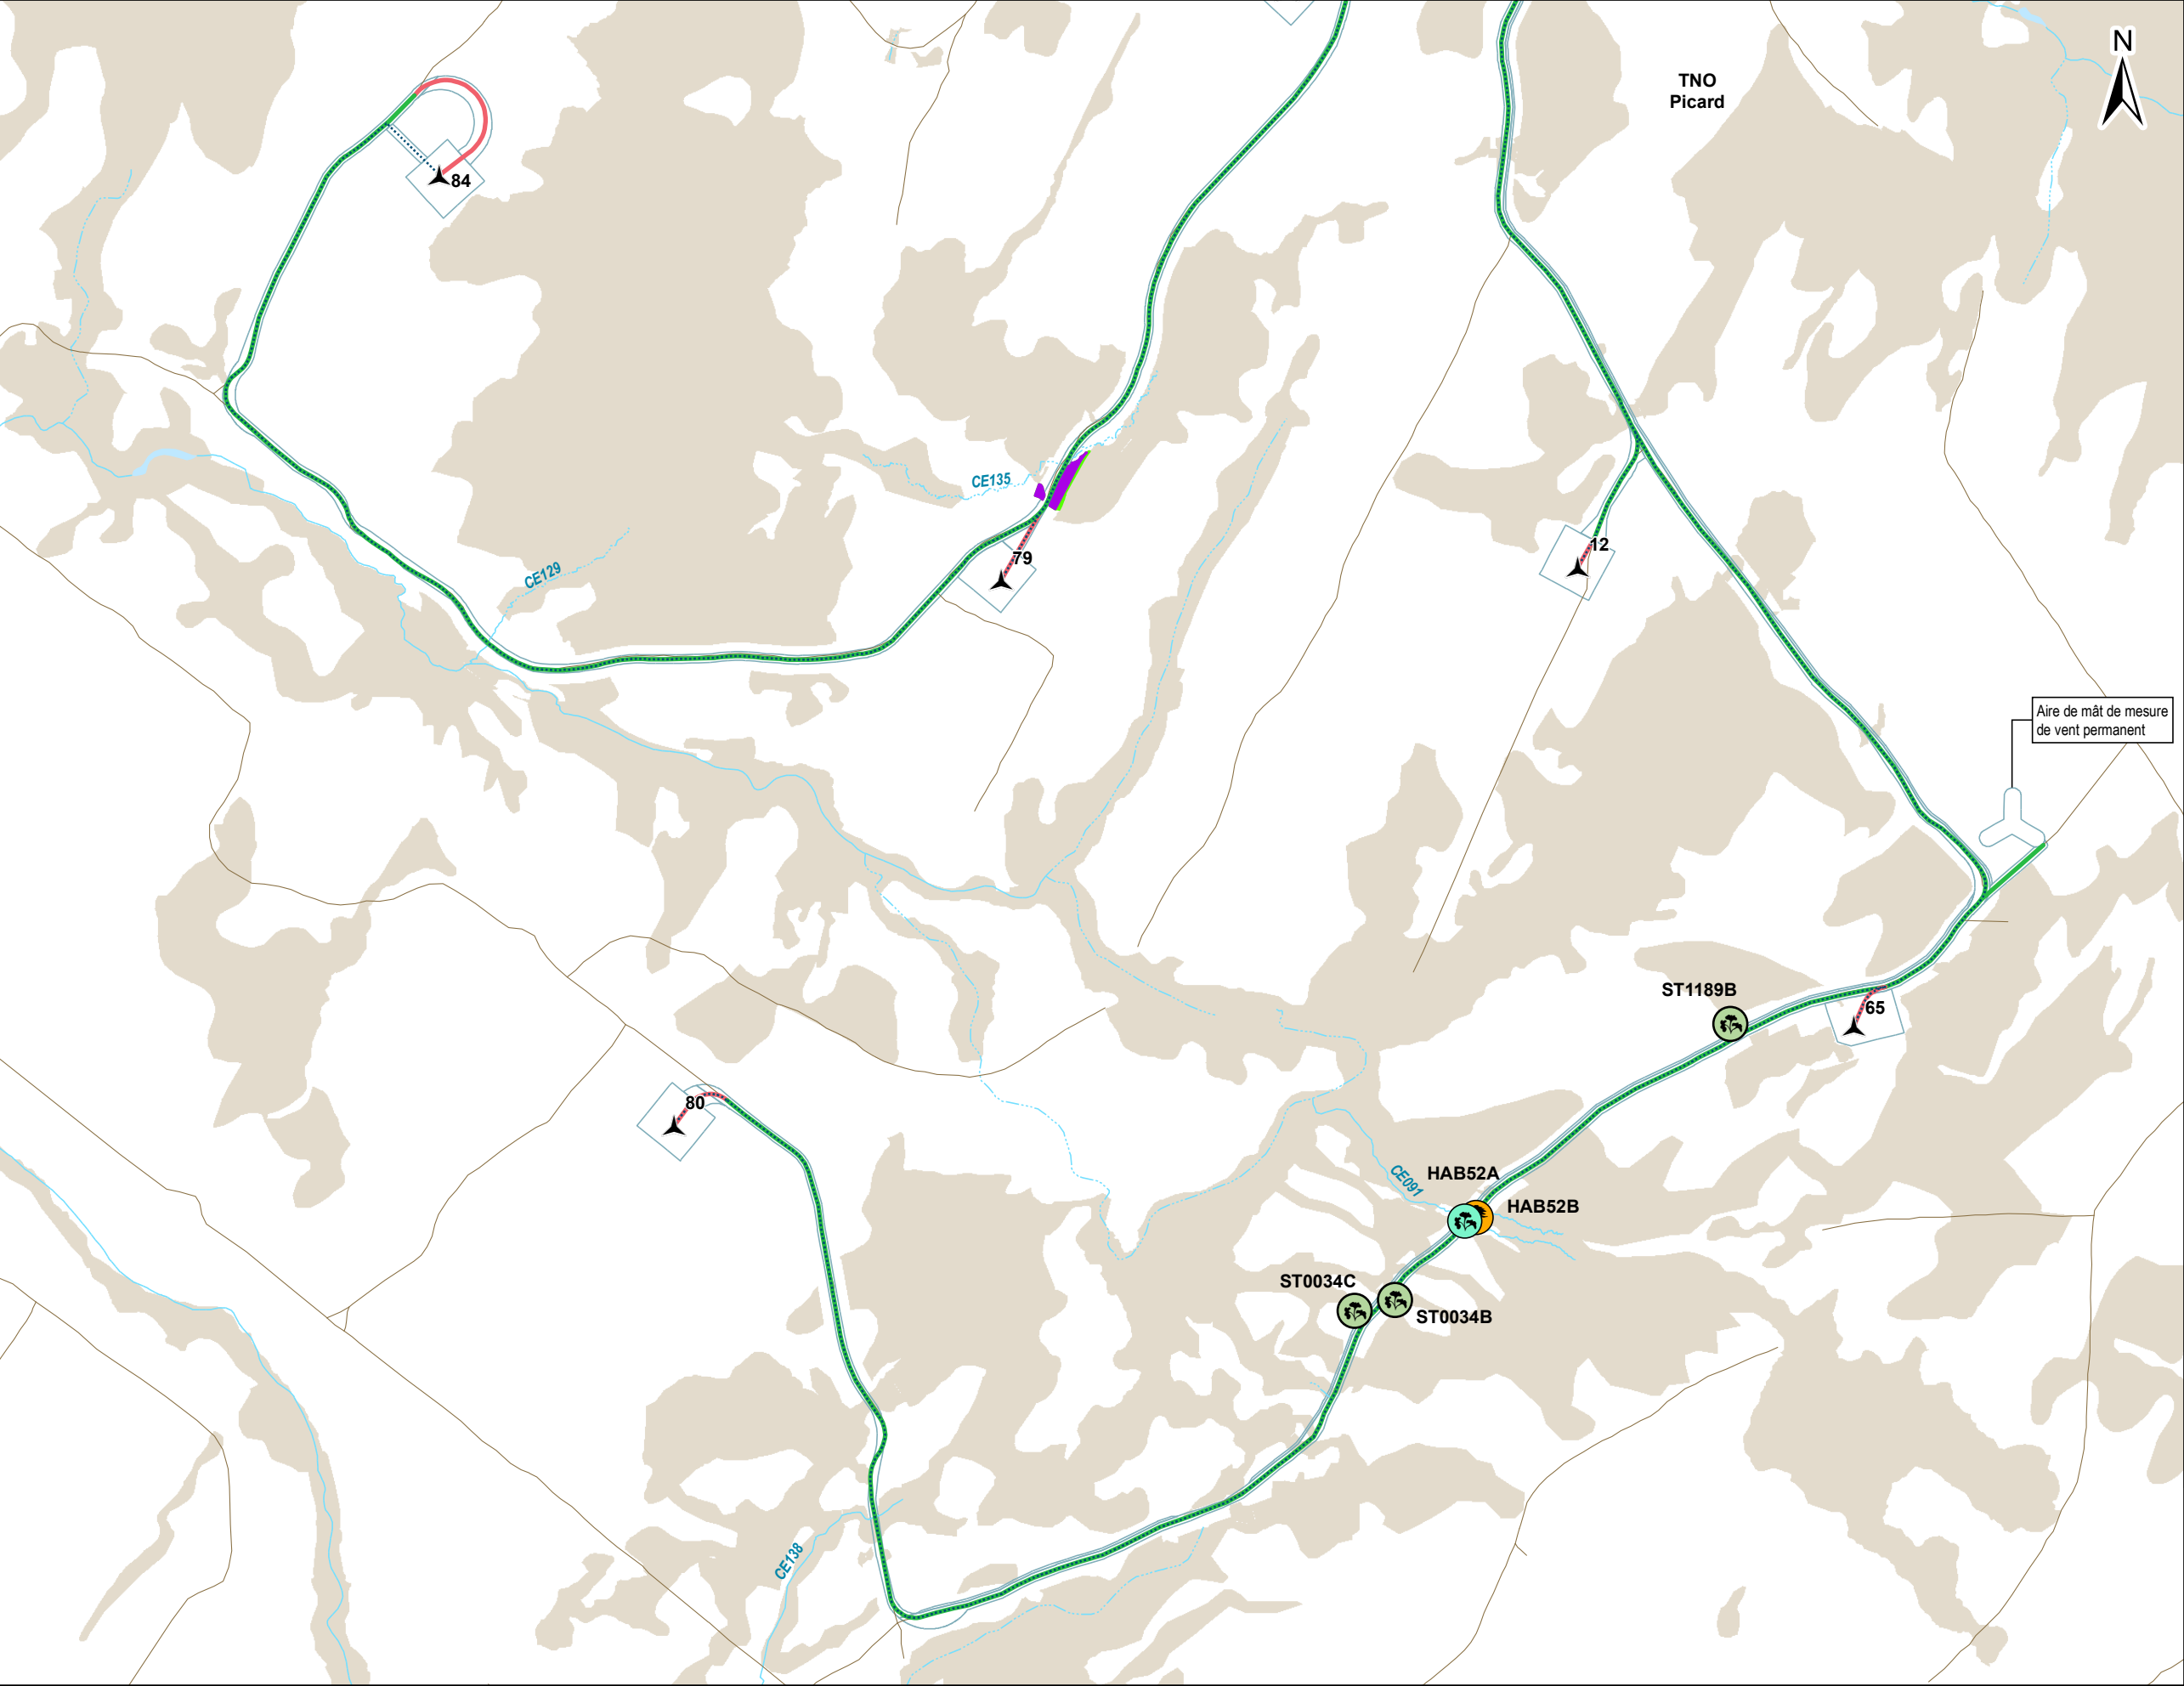 N
TNO
Picard
84
CE135
12
79
CE129
Aire de mât de mesure
de vent permanent
ST1189B
65
80
HAB52A
CE091
HAB52B
ST0034C
ST0034B
CE138